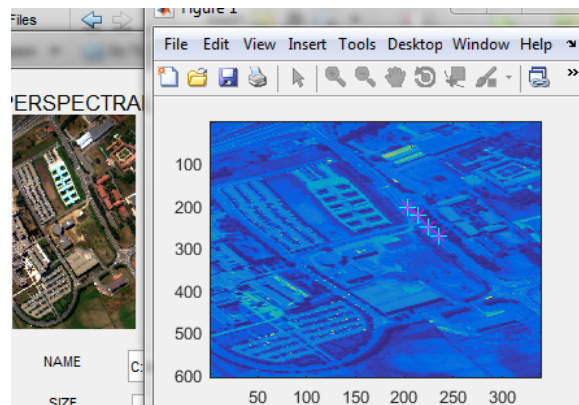 Files
Figure 1
File Edit View Insert Tools Desktop Window Help
PERSPECTRA
100
200
300
400
500
600
50 100 150 200 250 300
NAME
C:
SIZE